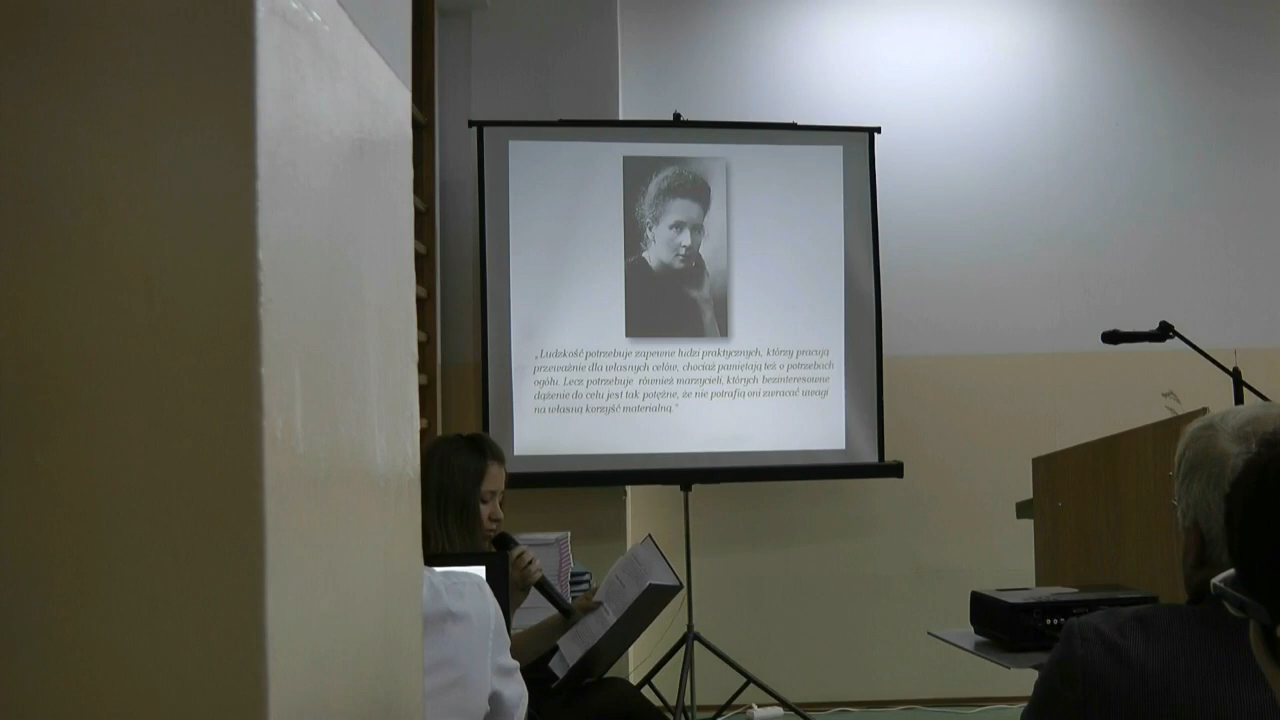 „Ludzkość potrzebuje zapewne ludzi praktycznych, którzy pracują
przeważnie dla własnych celów, chociaż pamiętają też o potrzebach
ogółu. Lecz potrzebuje również marzycieli, których bezinteresowne
dążenie do celu jest tak potężne, że nie potrafią oni zwracać uwagi
na własną korzyść materialną."